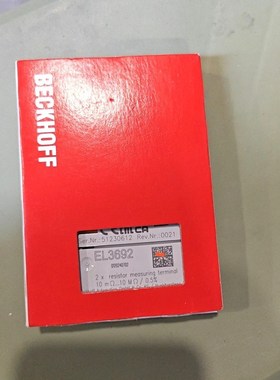 BECKHOFF
Ser.Nr.:51230612 Rev.Nr.:0021
EL3692
2 x resistor measuring terminal
10 mΩ...10 MΩ / 0.5%